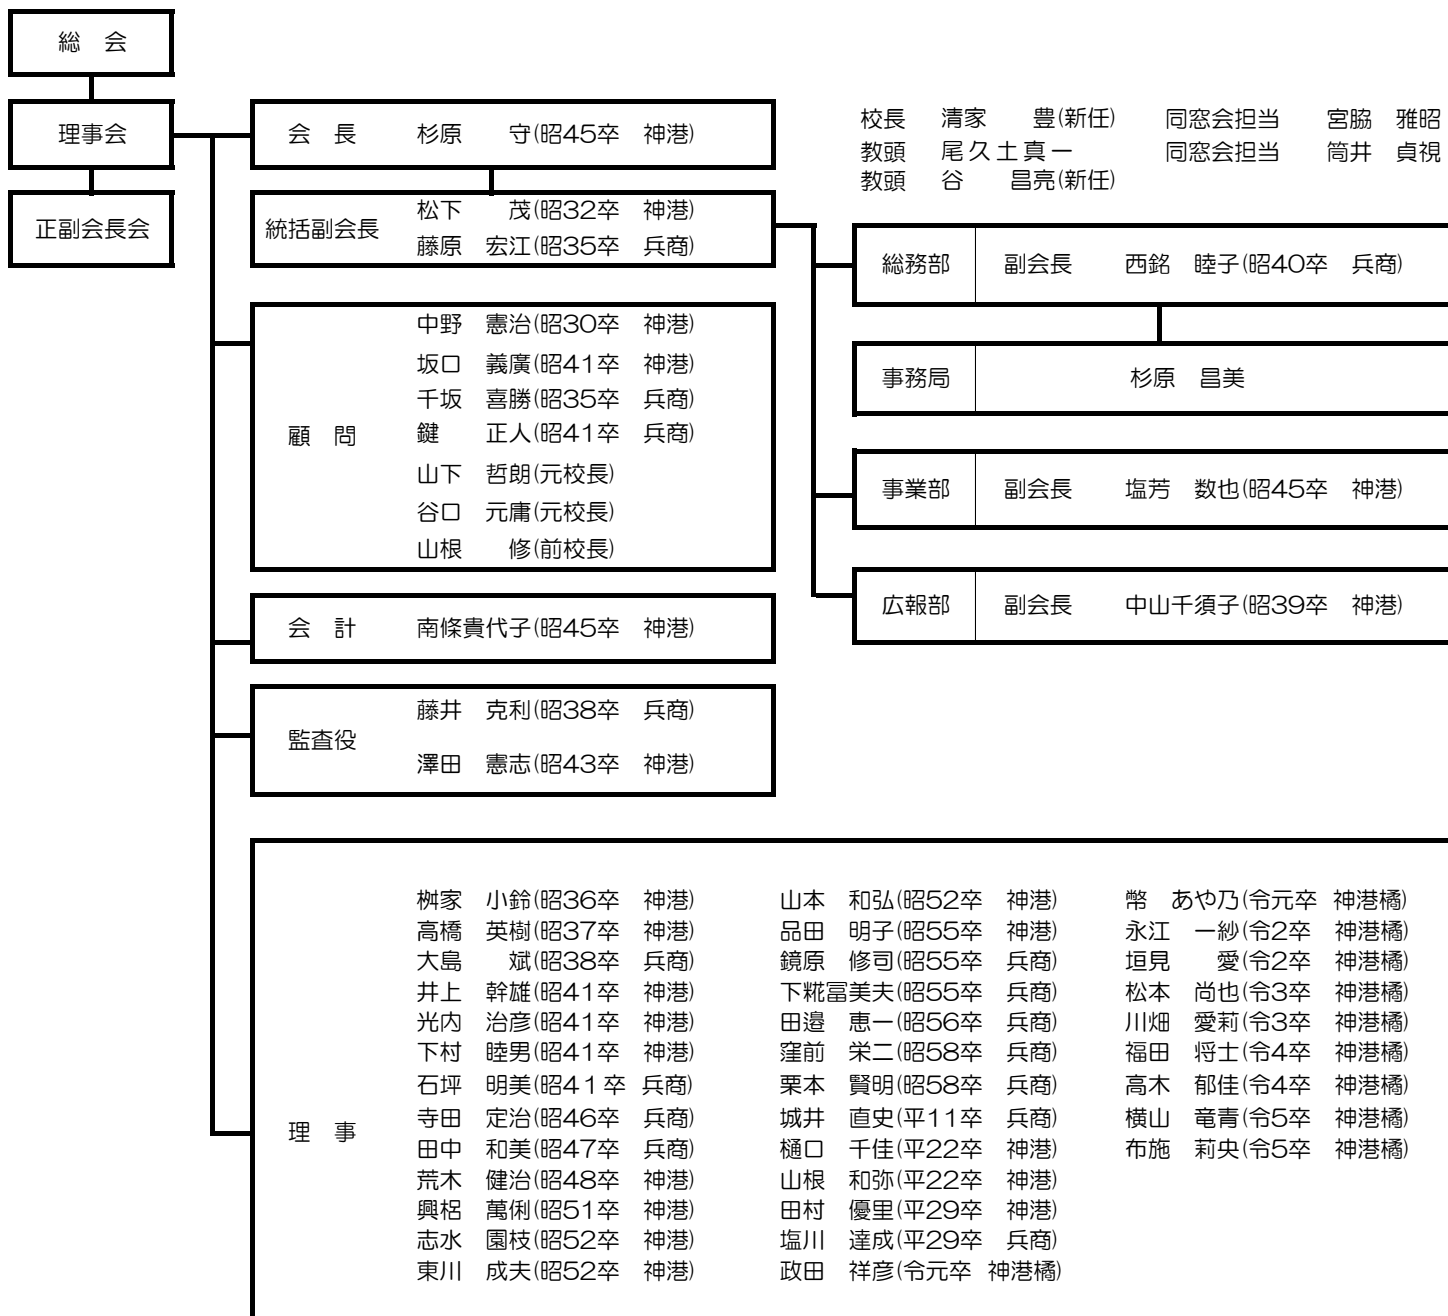 総　会
理事会
正副会長会
会　長　杉原　　守(昭45卒　神港)
統括副会長
松下　　茂(昭32卒　神港)
藤原　宏江(昭35卒　兵商)
校長　清家　　豊(新任)　同窓会担当　宮脇　雅昭
教頭　尾久土真一　同窓会担当　筒井　貞視
教頭　谷　　昌亮(新任)
総務部　副会長　西銘　睦子(昭40卒　兵商)
事務局　杉原　昌美
事業部　副会長　塩芳　数也(昭45卒　神港)
広報部　副会長　中山千須子(昭39卒　神港)
顧　問
中野　憲治(昭30卒　神港)
坂口　義廣(昭41卒　神港)
千坂　喜勝(昭35卒　兵商)
鍵　　正人(昭41卒　兵商)
山下　哲朗(元校長)
谷口　元庸(元校長)
山根　　修(前校長)
会　計　南條貴代子(昭45卒　神港)
監査役
藤井　克利(昭38卒　兵商)
澤田　憲志(昭43卒　神港)
理　事
桝家　小鈴(昭36卒　神港)
高橋　英樹(昭37卒　神港)
大島　　斌(昭38卒　兵商)
井上　幹雄(昭41卒　神港)
光内　治彦(昭41卒　神港)
下村　睦男(昭41卒　神港)
石坪　明美(昭41卒　兵商)
寺田　定治(昭46卒　兵商)
田中　和美(昭47卒　兵商)
荒木　健治(昭48卒　神港)
興梠　萬俐(昭51卒　神港)
志水　園枝(昭52卒　神港)
東川　成夫(昭52卒　神港)
山本　和弘(昭52卒　神港)
品田　明子(昭55卒　神港)
鏡原　修司(昭55卒　兵商)
下糀冨美夫(昭55卒　兵商)
田邉　恵一(昭56卒　兵商)
窪前　栄二(昭58卒　兵商)
栗本　賢明(昭58卒　兵商)
城井　直史(平11卒　兵商)
樋口　千佳(平22卒　神港)
山根　和弥(平22卒　神港)
田村　優里(平29卒　神港)
塩川　達成(平29卒　兵商)
政田　祥彦(令元卒　神港橘)
幣　あや乃(令元卒　神港橘)
永江　一紗(令2卒　神港橘)
垣見　　愛(令2卒　神港橘)
松本　尚也(令3卒　神港橘)
川畑　愛莉(令3卒　神港橘)
福田　将士(令4卒　神港橘)
高木　郁佳(令4卒　神港橘)
横山　竜青(令5卒　神港橘)
布施　莉央(令5卒　神港橘)